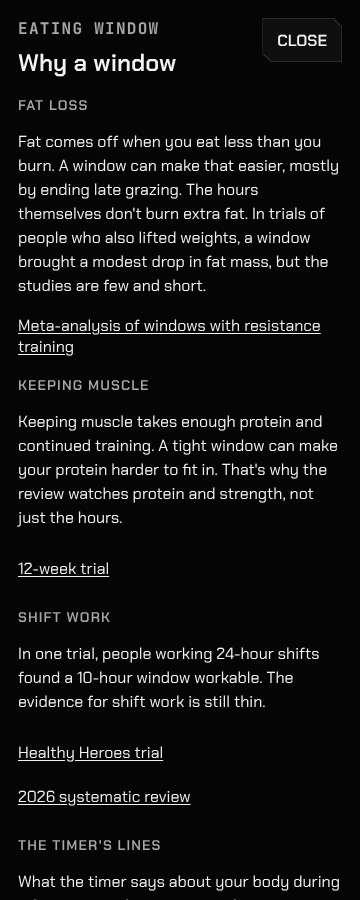 EATING WINDOW
Why a window
CLOSE
FAT LOSS
Fat comes off when you eat less than you
burn. A window can make that easier, mostly
by ending late grazing. The hours
themselves don't burn extra fat. In trials of
people who also lifted weights, a window
brought a modest drop in fat mass, but the
studies are few and short.
Meta-analysis of windows with resistance
training
KEEPING MUSCLE
Keeping muscle takes enough protein and
continued training. A tight window can make
your protein harder to fit in. That's why the
review watches protein and strength, not
just the hours.
12-week trial
SHIFT WORK
In one trial, people working 24-hour shifts
found a 10-hour window workable. The
evidence for shift work is still thin.
Healthy Heroes trial
2026 systematic review
THE TIMER'S LINES
What the timer says about your body during